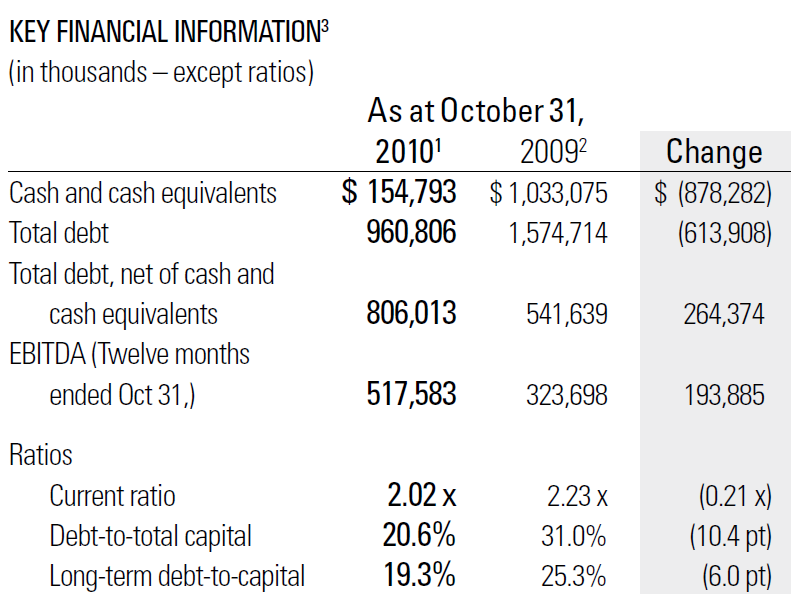 KEY FINANCIAL INFORMATION³
(in thousands – except ratios)
As at October 31,
2010¹ 2009² Change
Cash and cash equivalents $ 154,793 $ 1,033,075 $ (878,282)
Total debt 960,806 1,574,714 (613,908)
Total debt, net of cash and
cash equivalents 806,013 541,639 264,374
EBITDA (Twelve months
ended Oct 31,) 517,583 323,698 193,885
Ratios
Current ratio 2.02 x 2.23 x (0.21 x)
Debt-to-total capital 20.6% 31.0% (10.4 pt)
Long-term debt-to-capital 19.3% 25.3% (6.0 pt)